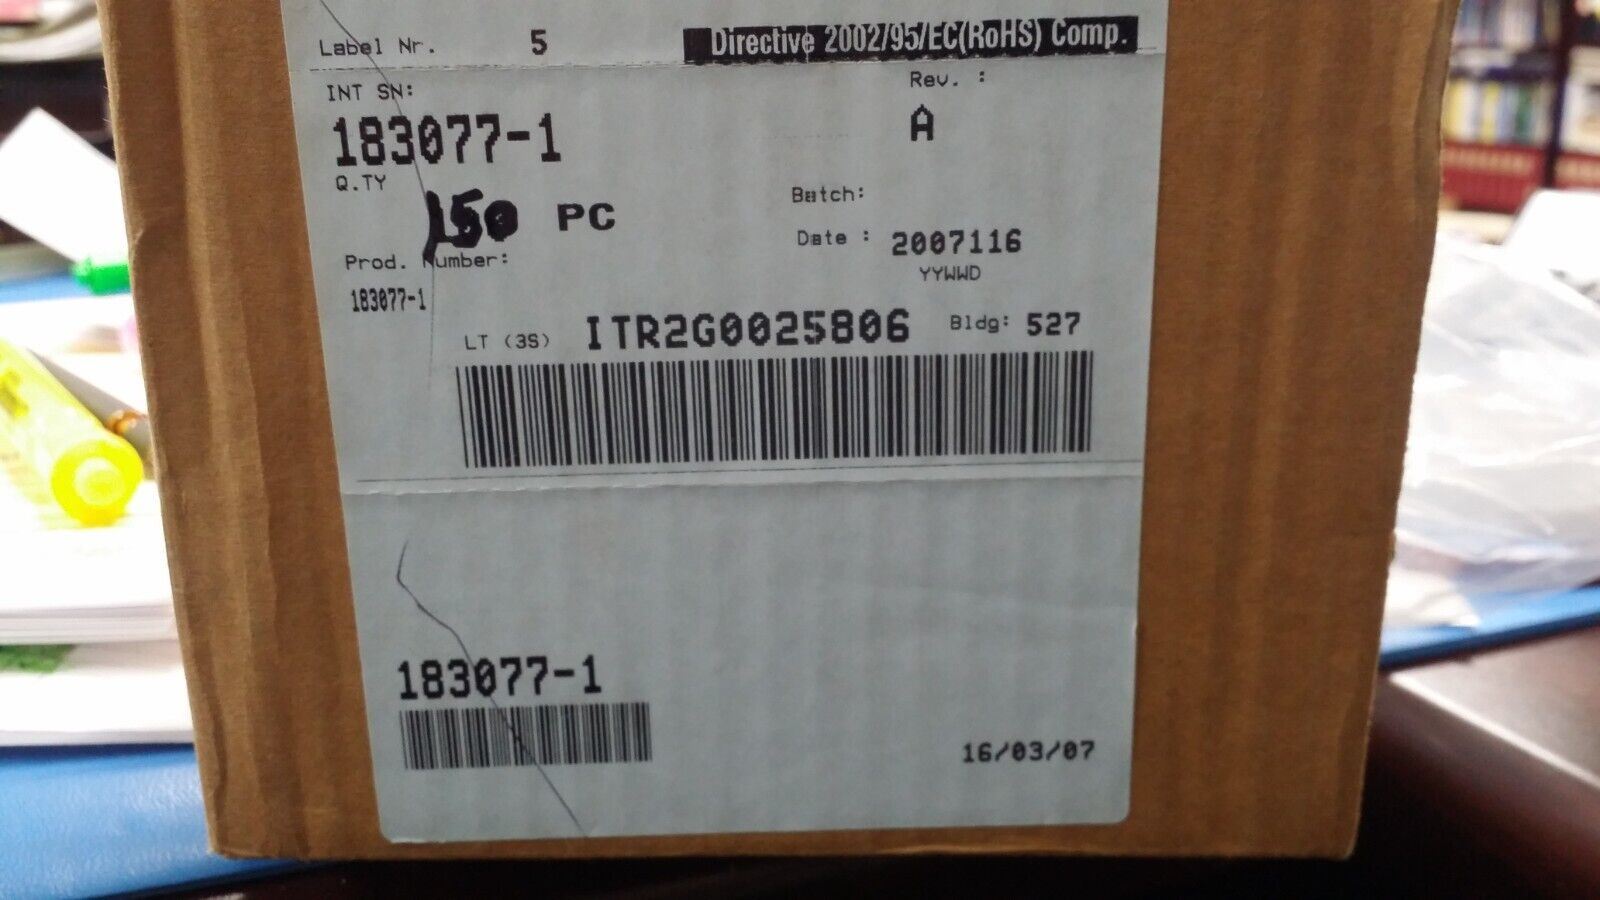 Label Nr. 5 Directive 2002/95/EC(RoHS) Comp.
INT SN: Rev. :
183077-1 A
Q.TY
150 PC Batch:
Date : 2007116
Prod. Number: YYWWD
183077-1
LT (3S) ITR2G0025806 Bldg: 527
183077-1
16/03/07